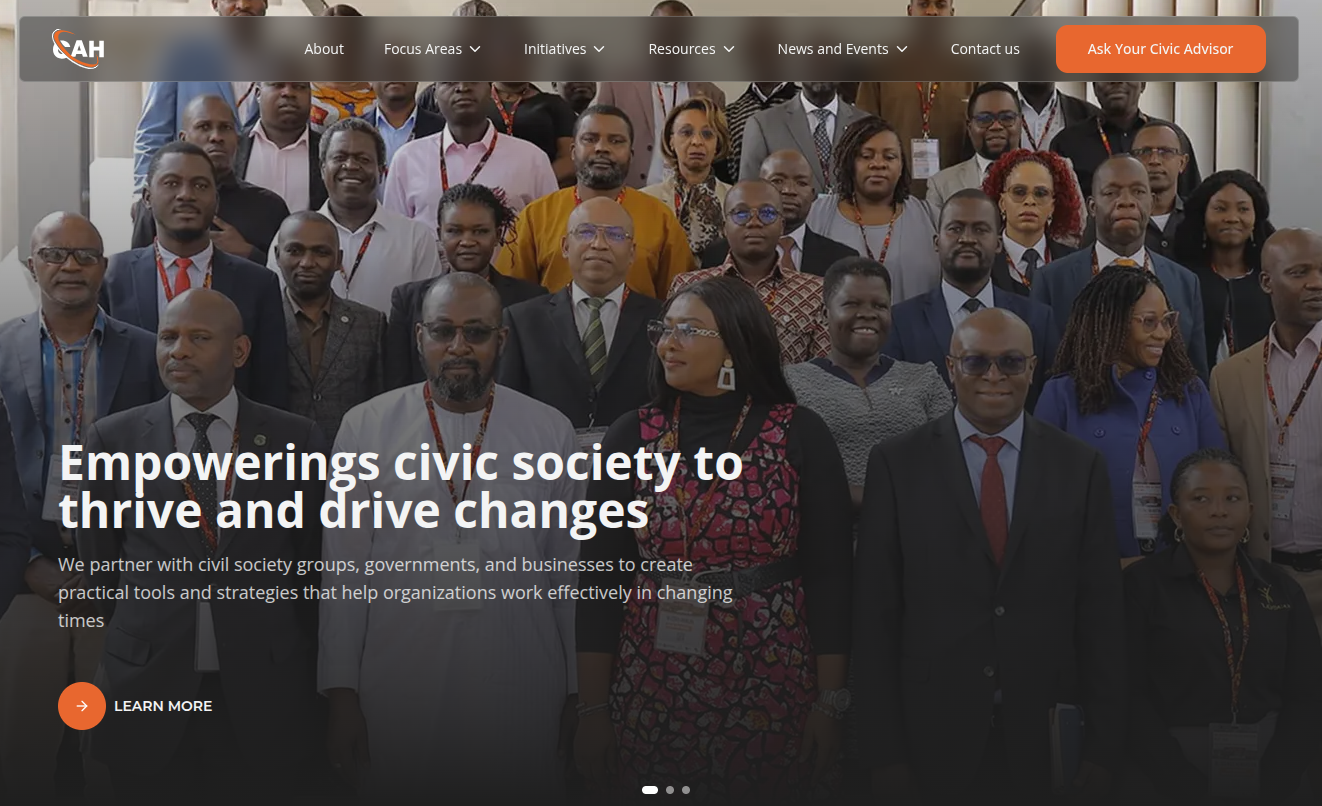 CAH
About
Focus Areas
Initiatives
Resources
News and Events
Contact us
Ask Your Civic Advisor
Empowerings civic society to
thrive and drive changes
We partner with civil society groups, governments, and businesses to create
practical tools and strategies that help organizations work effectively in changing
times
LEARN MORE